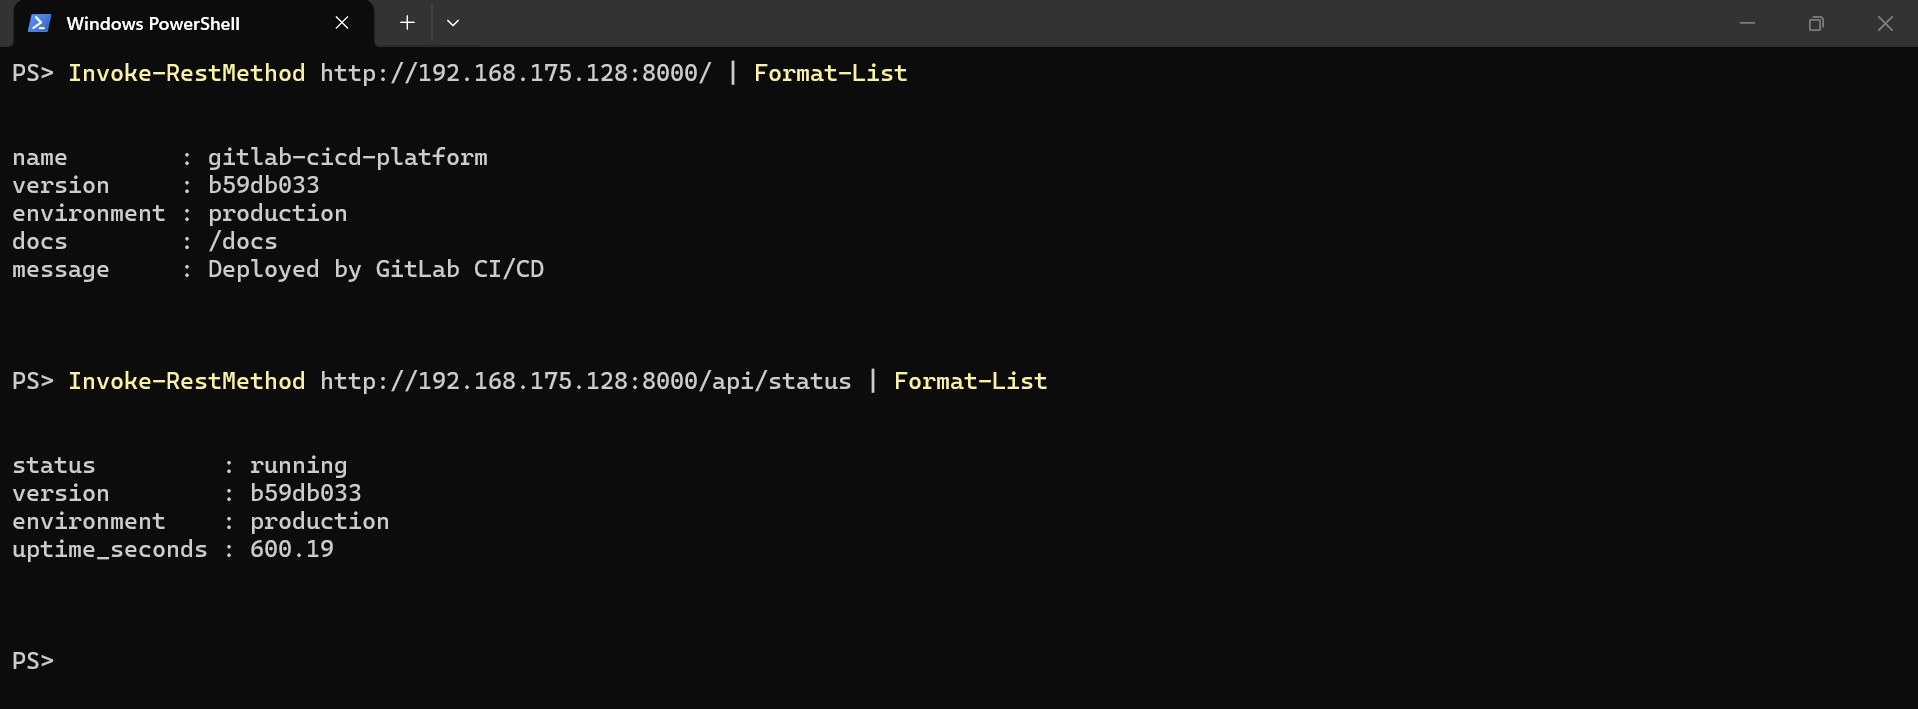 Windows PowerShell
PS> Invoke-RestMethod http://192.168.175.128:8000/ | Format-List
name        : gitlab-cicd-platform
version     : b59db033
environment : production
docs        : /docs
message     : Deployed by GitLab CI/CD
PS> Invoke-RestMethod http://192.168.175.128:8000/api/status | Format-List
status         : running
version        : b59db033
environment    : production
uptime_seconds : 600.19
PS>